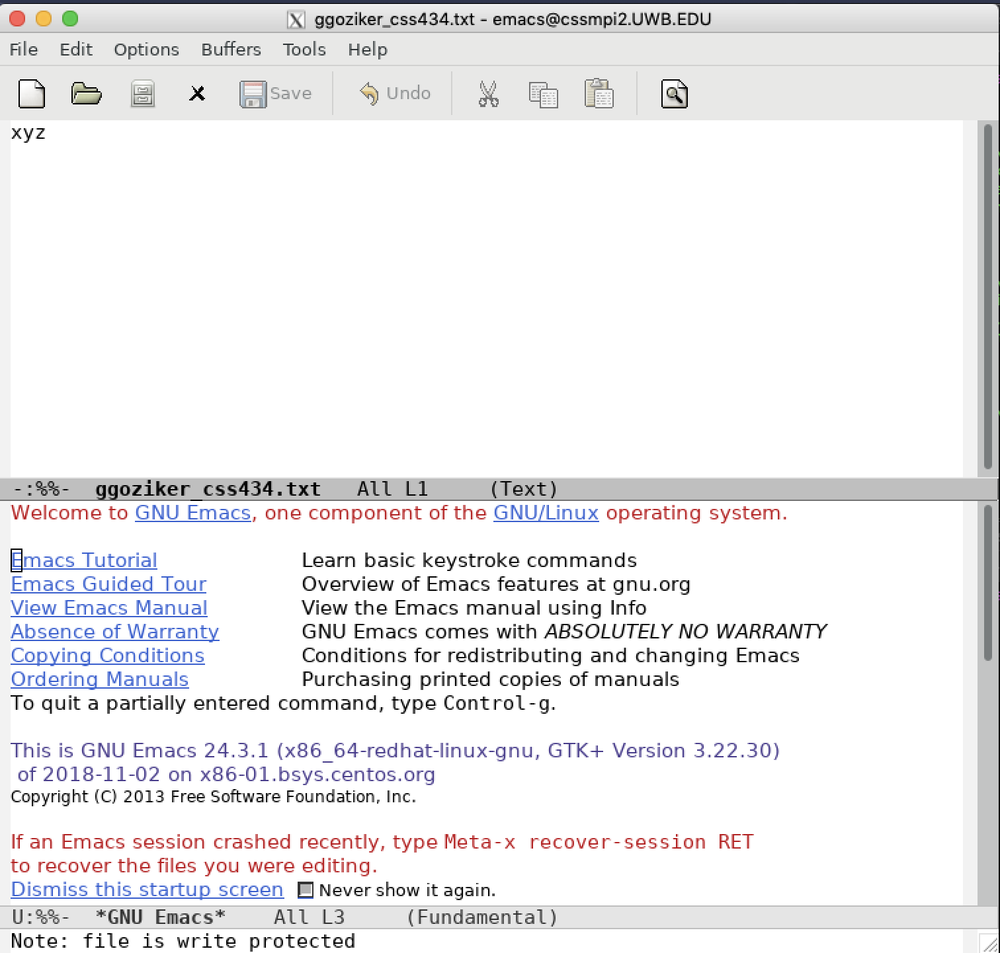 ggoziker_css434.txt - emacs@cssmpi2.UWB.EDU
File Edit Options Buffers Tools Help
Save Undo
xyz
-:%%-  ggoziker_css434.txt   All L1     (Text)
Welcome to GNU Emacs, one component of the GNU/Linux operating system.
Emacs Tutorial Learn basic keystroke commands
Emacs Guided Tour Overview of Emacs features at gnu.org
View Emacs Manual View the Emacs manual using Info
Absence of Warranty GNU Emacs comes with ABSOLUTELY NO WARRANTY
Copying Conditions Conditions for redistributing and changing Emacs
Ordering Manuals Purchasing printed copies of manuals
To quit a partially entered command, type Control-g.
This is GNU Emacs 24.3.1 (x86_64-redhat-linux-gnu, GTK+ Version 3.22.30)
of 2018-11-02 on x86-01.bsys.centos.org
Copyright (C) 2013 Free Software Foundation, Inc.
If an Emacs session crashed recently, type Meta-x recover-session RET
to recover the files you were editing.
Dismiss this startup screen Never show it again.
U:%%-  *GNU Emacs*    All L3     (Fundamental)
Note: file is write protected